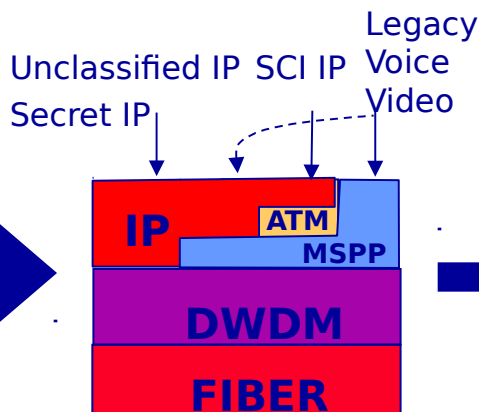 Legacy
Unclassified IP SCI IP Voice
Secret IP Video
IP
ATM
MSPP
DWDM
FIBER